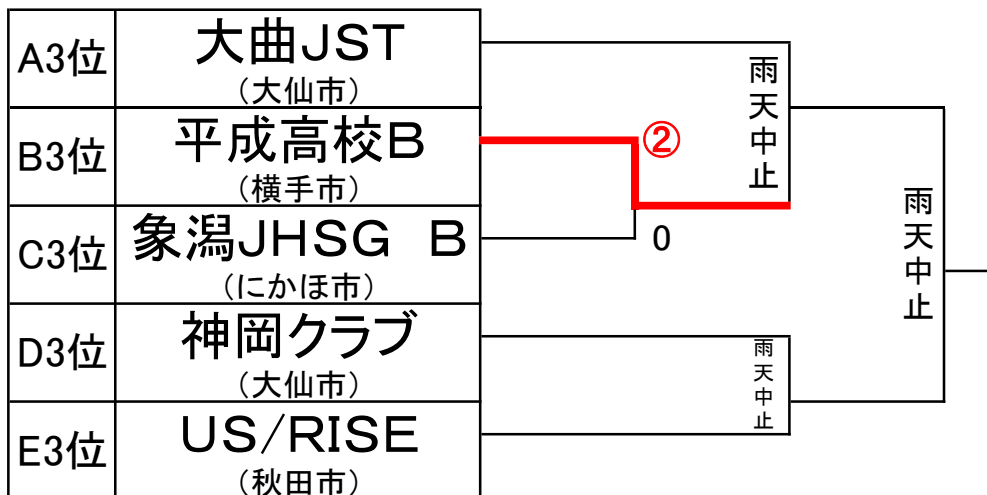 A3位
大曲JST
(大仙市)
B3位
平成高校B
(横手市)
C3位
象潟JHSG B
(にかほ市)
D3位
神岡クラブ
(大仙市)
E3位
US/RISE
(秋田市)
②
0
雨天中止
雨天中止
雨天中止